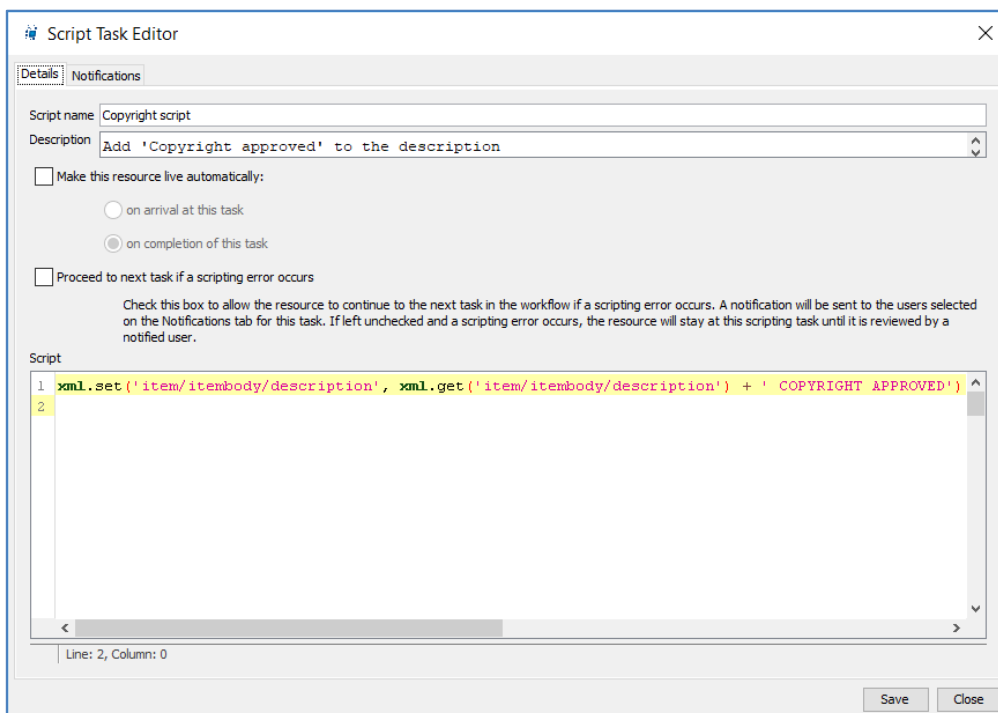 Script Task Editor
Details Notifications
Script name Copyright script
Description Add 'Copyright approved' to the description
Make this resource live automatically:
on arrival at this task
on completion of this task
Proceed to next task if a scripting error occurs
Check this box to allow the resource to continue to the next task in the workflow if a scripting error occurs. A notification will be sent to the users selected
on the Notifications tab for this task. If left unchecked and a scripting error occurs, the resource will stay at this scripting task until it is reviewed by a
notified user.
Script
1 xml.set('item/itembody/description', xml.get('item/itembody/description') + ' COPYRIGHT APPROVED')
2
Line: 2, Column: 0
Save Close